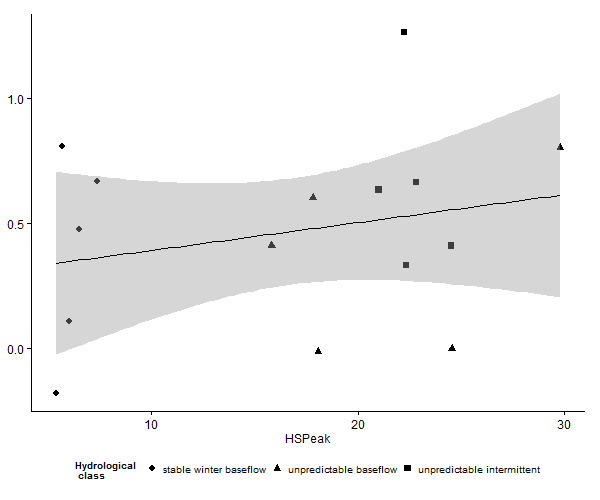 1.0
0.5
0.0
10 20 30
HSPeak
Hydrological class stable winter baseflow unpredictable baseflow unpredictable intermittent